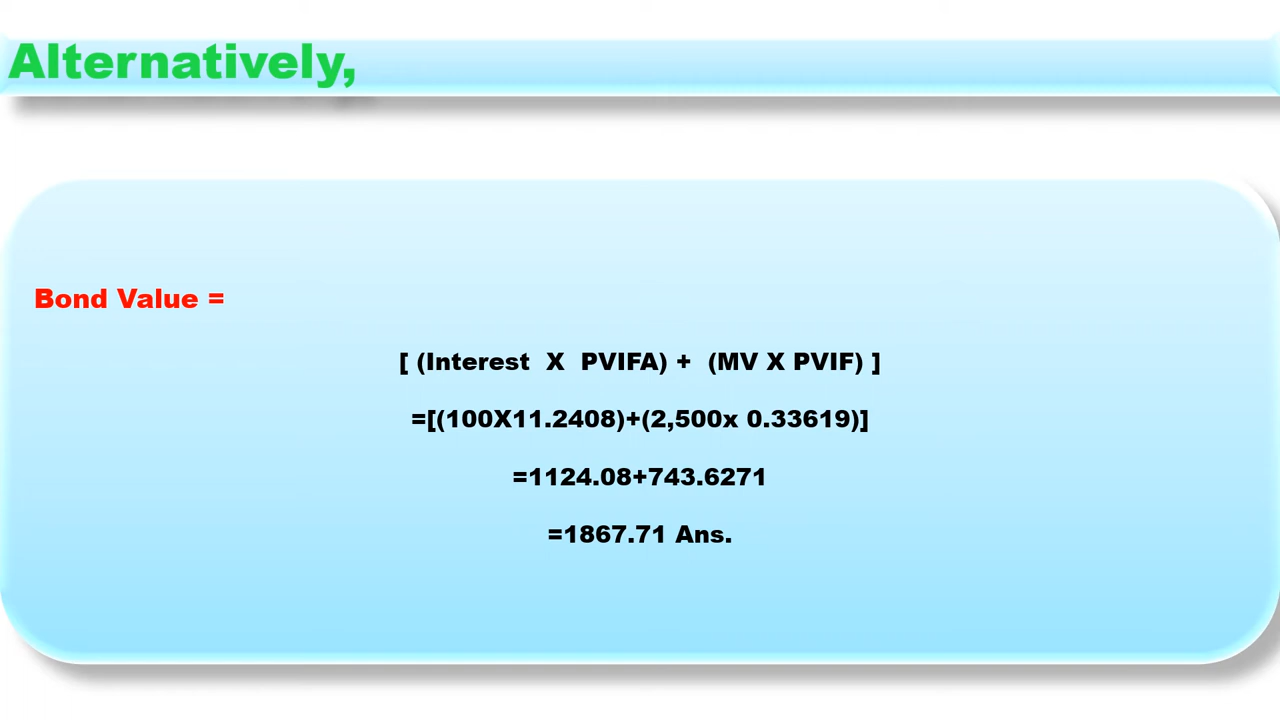 Alternatively,
Bond Value =
[ (Interest X PVIFA) + (MV X PVIF) ]
=[(100X11.2408)+(2,500x 0.33619)]
=1124.08+743.6271
=1867.71 Ans.